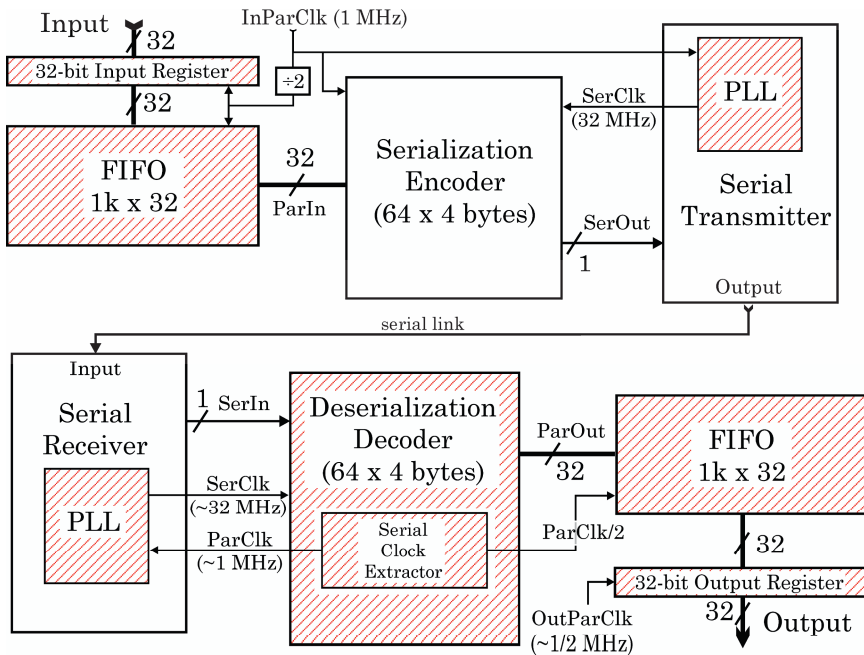 Input
32
InParClk (1 MHz)
32-bit Input Register
÷2
32
PLL
SerClk
(32 MHz)
FIFO
1k x 32
32
ParIn
Serialization
Encoder
(64 x 4 bytes)
Serial
Transmitter
SerOut
1
Output
serial link
Input
Serial
Receiver
1
SerIn
Deserialization
Decoder
(64 x 4 bytes)
ParOut
32
FIFO
1k x 32
PLL
SerClk
(~32 MHz)
ParClk
(~1 MHz)
Serial
Clock
Extractor
ParClk/2
32
32-bit Output Register
OutParClk
(~1/2 MHz)
32
Output